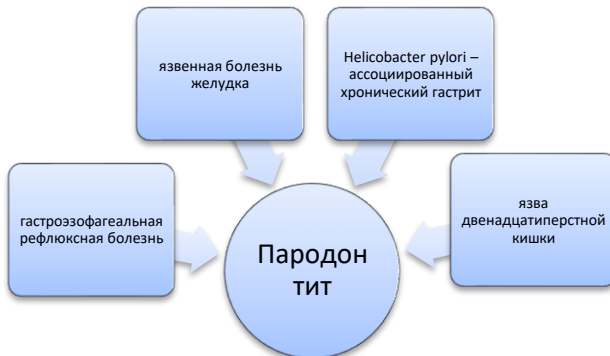 язвенная болезнь
желудка
Helicobacter pylori –
ассоциированный
хронический гастрит
гастроэзофагеальная
рефлюксная болезнь
язва
двенадцатиперстной
кишки
Пародон
тит